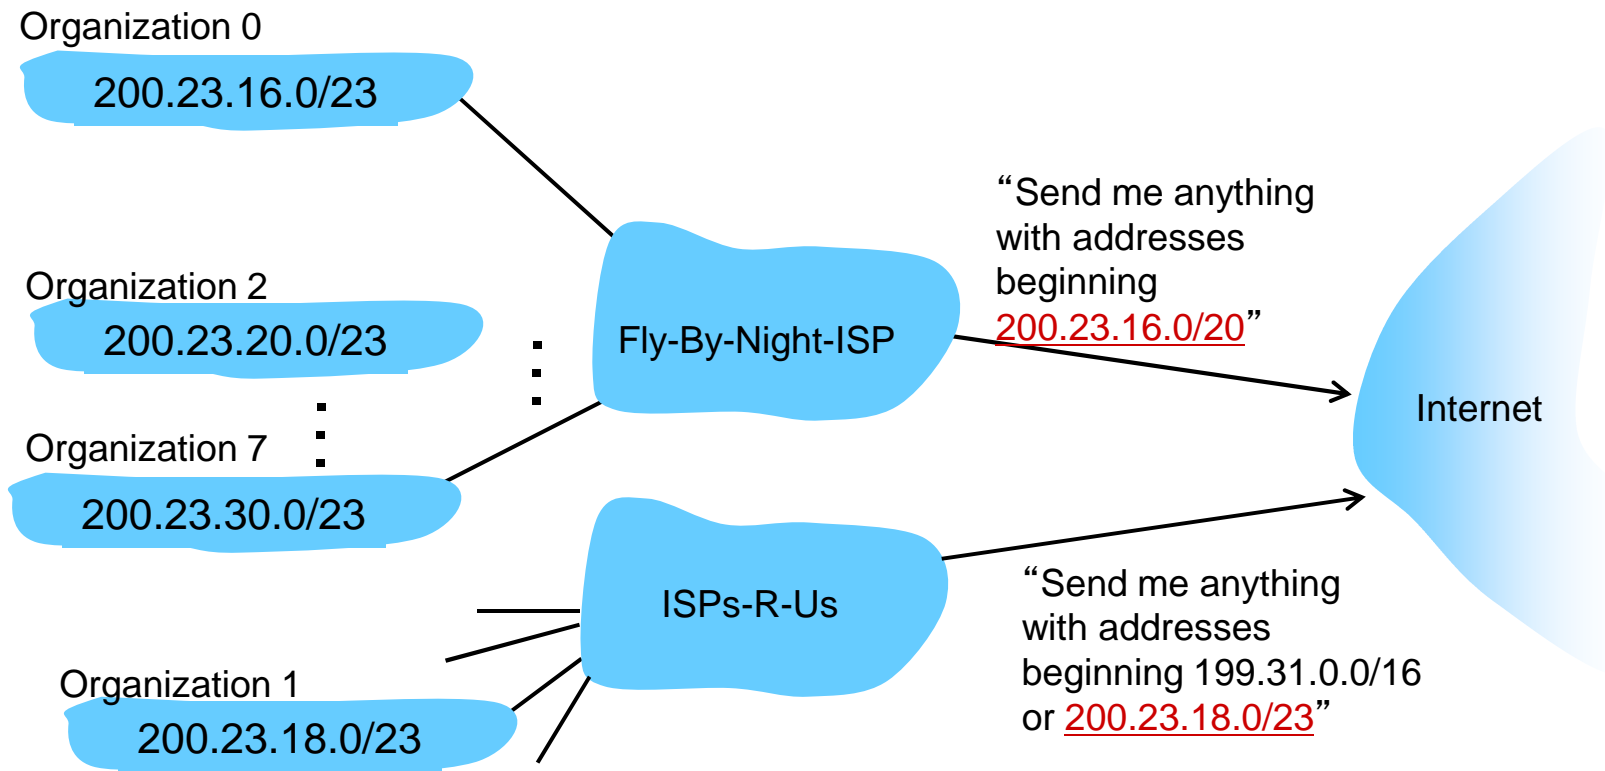 Organization 0
200.23.16.0/23
Organization 2
200.23.20.0/23
Organization 7
200.23.30.0/23
Fly-By-Night-ISP
“Send me anything
with addresses
beginning
200.23.16.0/20”
Internet
ISPs-R-Us
Organization 1
200.23.18.0/23
“Send me anything
with addresses
beginning 199.31.0.0/16
or 200.23.18.0/23”